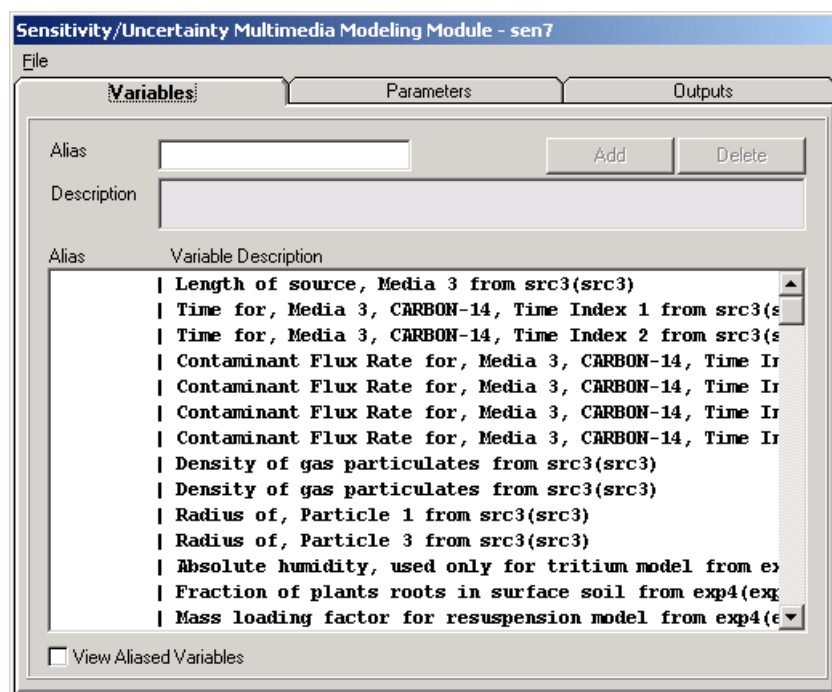 Sensitivity/Uncertainty Multimedia Modeling Module - sen7
File
Variables Parameters Outputs
Alias Add Delete
Description
Alias Variable Description
| Length of source, Media 3 from src3(src3)
| Time for, Media 3, CARBON-14, Time Index 1 from src3(s
| Time for, Media 3, CARBON-14, Time Index 2 from src3(s
| Contaminant Flux Rate for, Media 3, CARBON-14, Time In
| Contaminant Flux Rate for, Media 3, CARBON-14, Time In
| Contaminant Flux Rate for, Media 3, CARBON-14, Time In
| Contaminant Flux Rate for, Media 3, CARBON-14, Time In
| Density of gas particulates from src3(src3)
| Density of gas particulates from src3(src3)
| Radius of, Particle 1 from src3(src3)
| Radius of, Particle 3 from src3(src3)
| Absolute humidity, used only for tritium model from ex
| Fraction of plants roots in surface soil from exp4(exp
| Mass loading factor for resuspension model from exp4(e
View Aliased Variables